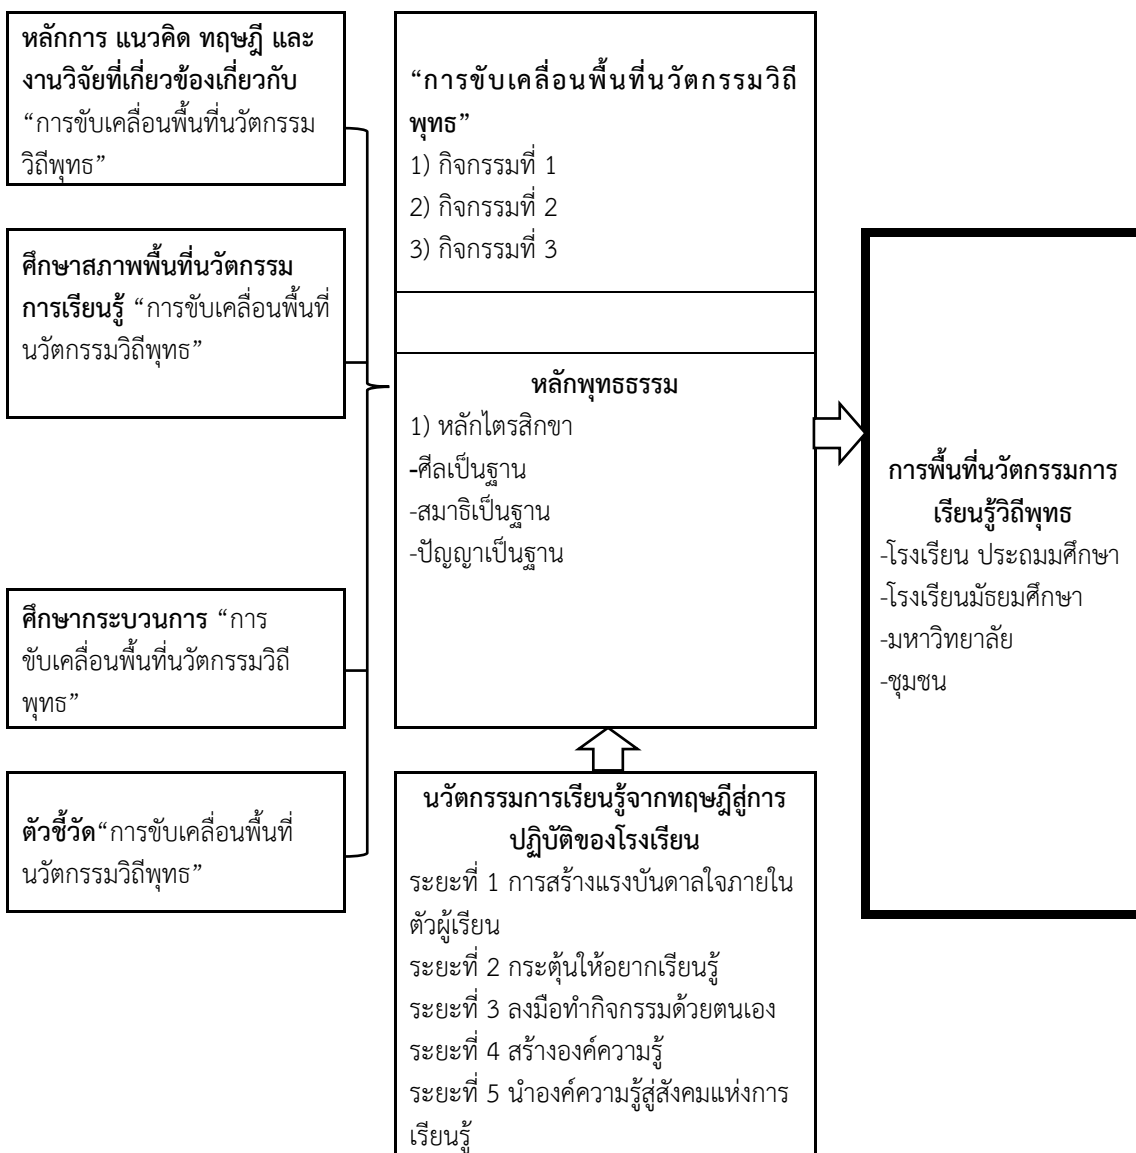 หลักการ แนวคิด ทฤษฎี และ
งานวิจัยที่เกี่ยวข้องเกี่ยวกับ
“การขับเคลื่อนพื้นที่นวัตกรรม
วิถีพุทธ”
ศึกษาสภาพพื้นที่นวัตกรรม
การเรียนรู้ “การขับเคลื่อนพื้นที่
นวัตกรรมวิถีพุทธ”
ศึกษากระบวนการ “การ
ขับเคลื่อนพื้นที่นวัตกรรมวิถี
พุทธ”
ตัวชี้วัด“การขับเคลื่อนพื้นที่
นวัตกรรมวิถีพุทธ”
“การขับเคลื่อนพื้นที่นวัตกรรมวิถี
พุทธ”
1) กิจกรรมที่ 1
2) กิจกรรมที่ 2
3) กิจกรรมที่ 3
หลักพุทธธรรม
1) หลักไตรสิกขา
-ศีลเป็นฐาน
-สมาธิเป็นฐาน
-ปัญญาเป็นฐาน
นวัตกรรมการเรียนรู้จากทฤษฎีสู่การ
ปฏิบัติของโรงเรียน
ระยะที่ 1 การสร้างแรงบันดาลใจภายใน
ตัวผู้เรียน
ระยะที่ 2 กระตุ้นให้อยากเรียนรู้
ระยะที่ 3 ลงมือทำกิจกรรมด้วยตนเอง
ระยะที่ 4 สร้างองค์ความรู้
ระยะที่ 5 นำองค์ความรู้สู่สังคมแห่งการ
เรียนรู้
การพื้นที่นวัตกรรมการ
เรียนรู้วิถีพุทธ
-โรงเรียน ประถมมศึกษา
-โรงเรียนมัธยมศึกษา
-มหาวิทยาลัย
-ชุมชน